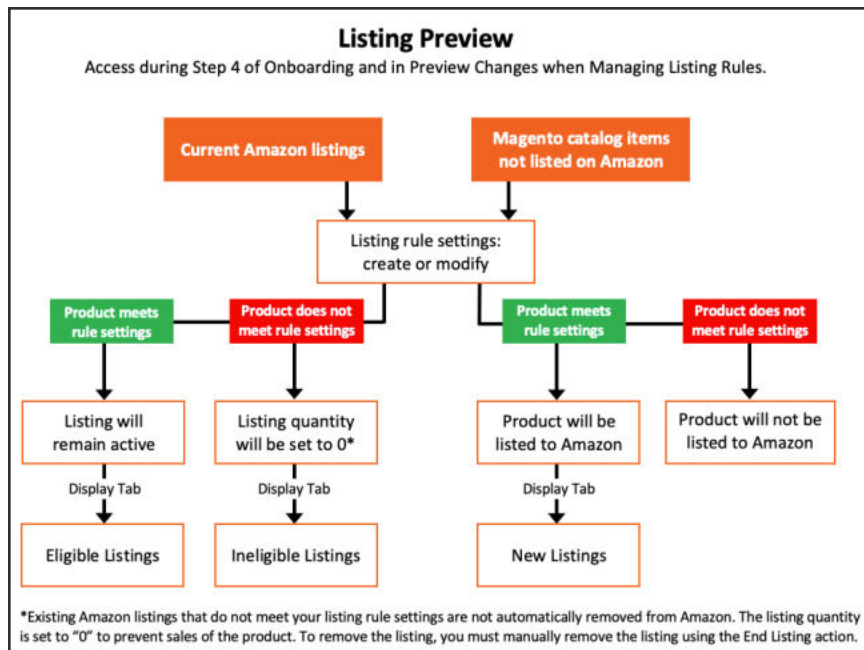 Listing Preview
Access during Step 4 of Onboarding and in Preview Changes when Managing Listing Rules.
Current Amazon listings
Magento catalog items
not listed on Amazon
Listing rule settings:
create or modify
Product meets
rule settings
Product does not
meet rule settings
Product meets
rule settings
Product does not
meet rule settings
Listing will
remain active
Listing quantity
will be set to 0*
Product will be
listed to Amazon
Product will not be
listed to Amazon
Display Tab
Display Tab
Display Tab
Eligible Listings
Ineligible Listings
New Listings
*Existing Amazon listings that do not meet your listing rule settings are not automatically removed from Amazon. The listing quantity
is set to “0” to prevent sales of the product. To remove the listing, you must manually remove the listing using the End Listing action.